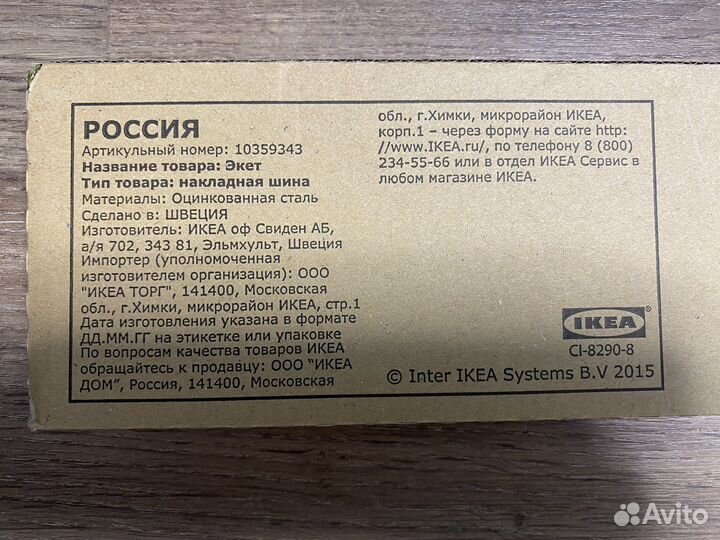 РОССИЯ
Артикульный номер: 10359343
Название товара: Экет
Тип товара: накладная шина
Материалы: Оцинкованная сталь
Сделано в: ШВЕЦИЯ
Изготовитель: ИКЕА оф Свиден АБ,
а/я 702, 343 81, Эльмхульт, Швеция
Импортер (уполномоченная
изготовителем организация): ООО
"ИКЕА ТОРГ", 141400, Московская
обл., г.Химки, микрорайон ИКЕА, стр.1
Дата изготовления указана в формате
ДД.ММ.ГГ на этикетке или упаковке
По вопросам качества товаров ИКЕА
обращайтесь к продавцу: ООО "ИКЕА
ДОМ", Россия, 141400, Московская
обл., г.Химки, микрорайон ИКЕА,
корп.1 – через форму на сайте http:
//www.IKEA.ru/, по телефону 8 (800)
234-55-66 или в отдел ИКЕА Сервис в
любом магазине ИКЕА.
IKEA
CI-8290-8
© Inter IKEA Systems B.V 2015
Avito